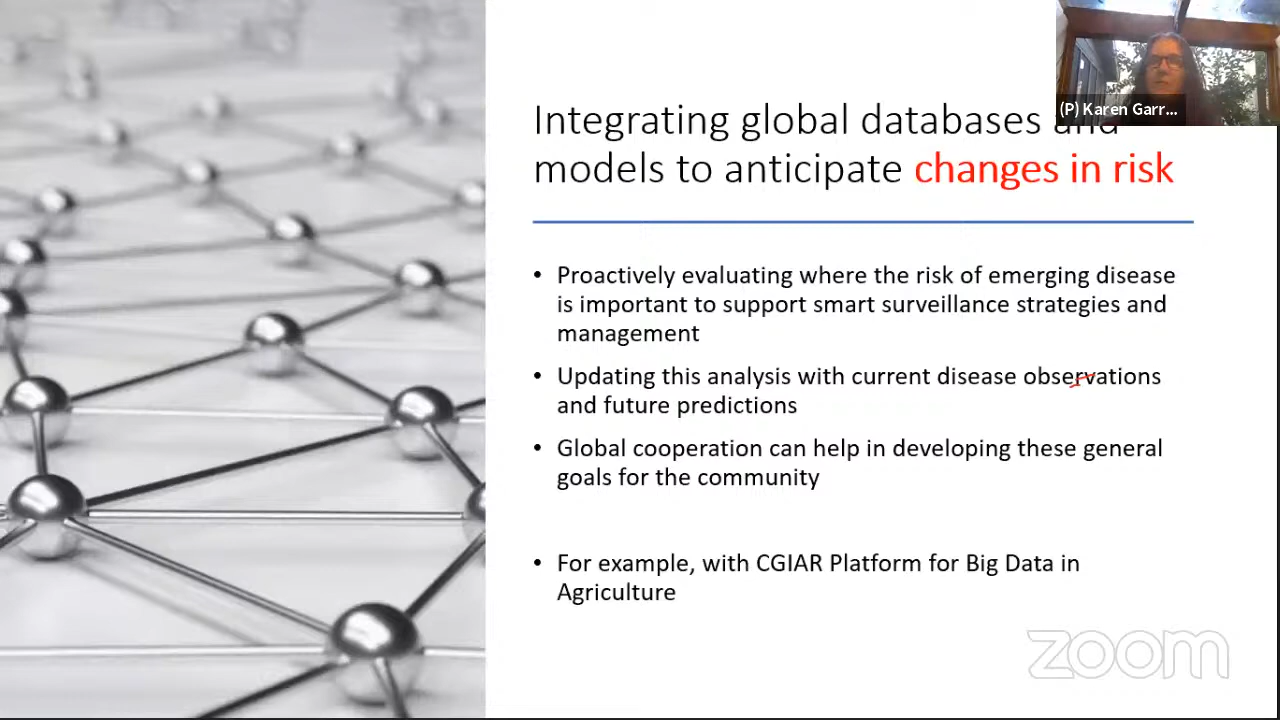 (P) Karen Garr...
Integrating global databases and
models to anticipate changes in risk
• Proactively evaluating where the risk of emerging disease
is important to support smart surveillance strategies and
management
• Updating this analysis with current disease observations
and future predictions
• Global cooperation can help in developing these general
goals for the community
• For example, with CGIAR Platform for Big Data in
Agriculture
zoom